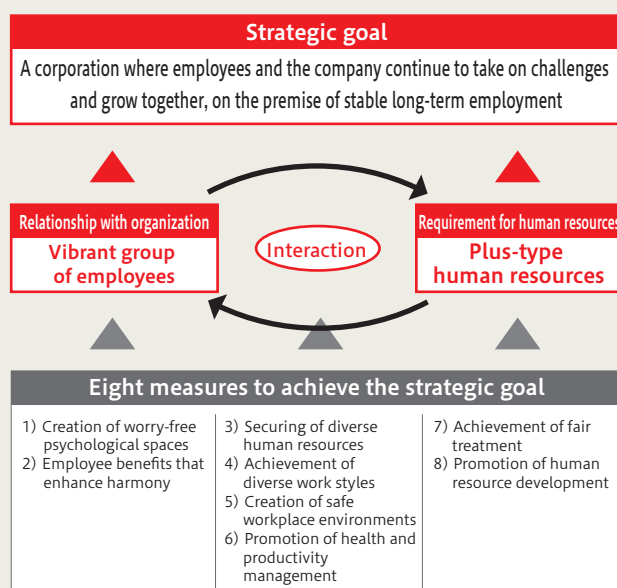 Strategic goal
A corporation where employees and the company continue to take on challenges
and grow together, on the premise of stable long-term employment
Relationship with organization
Vibrant group
of employees
Interaction
Requirement for human resources
Plus-type
human resources
Eight measures to achieve the strategic goal
1) Creation of worry-free
psychological spaces
2) Employee benefits that
enhance harmony
3) Securing of diverse
human resources
4) Achievement of
diverse work styles
5) Creation of safe
workplace environments
6) Promotion of health and
productivity
management
7) Achievement of fair
treatment
8) Promotion of human
resource development